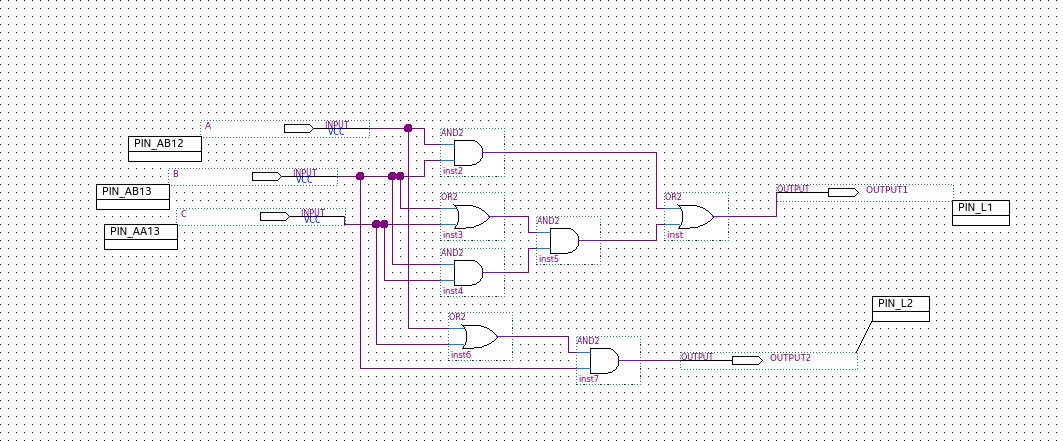 A
INPUT
VCC
PIN_AB12
AND2
inst2
B
INPUT
VCC
PIN_AB13
C
INPUT
VCC
PIN_AA13
OR2
inst3
AND2
inst5
OR2
inst
OUTPUT
OUTPUT1
PIN_L1
AND2
inst4
OR2
inst6
AND2
inst7
OUTPUT
OUTPUT2
PIN_L2